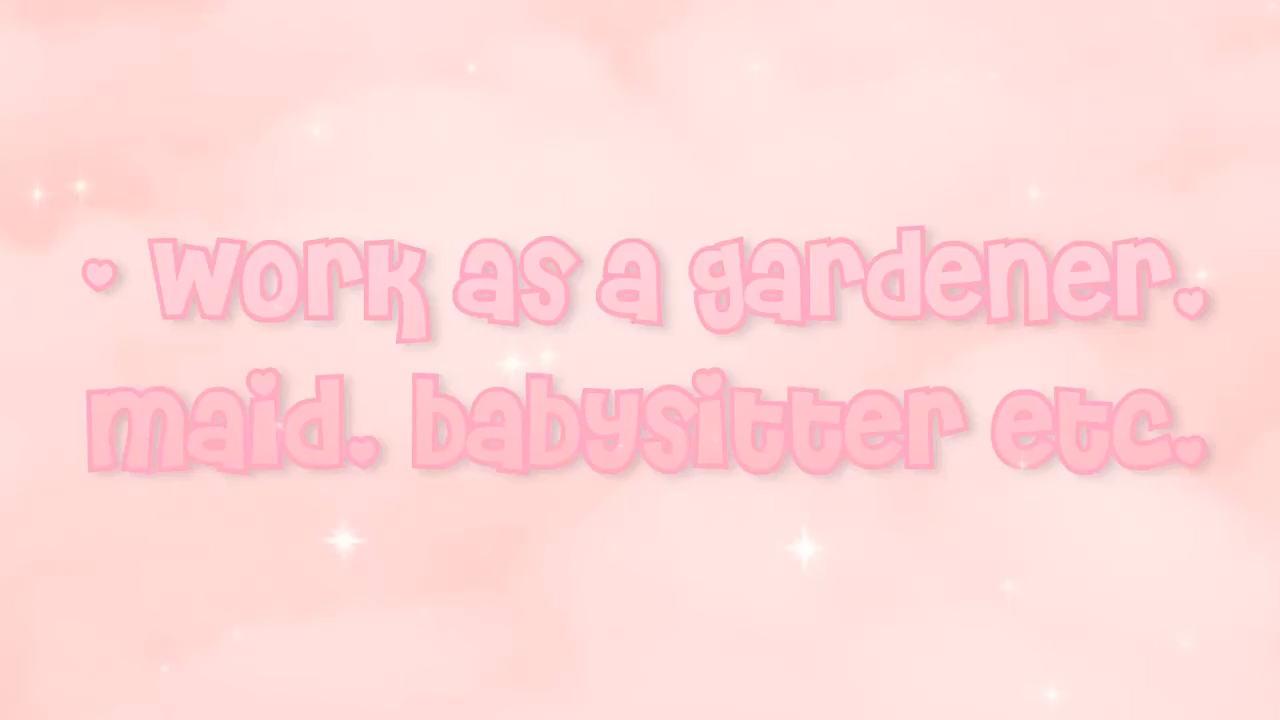 • work as a gardener.
maid. babysitter etc.